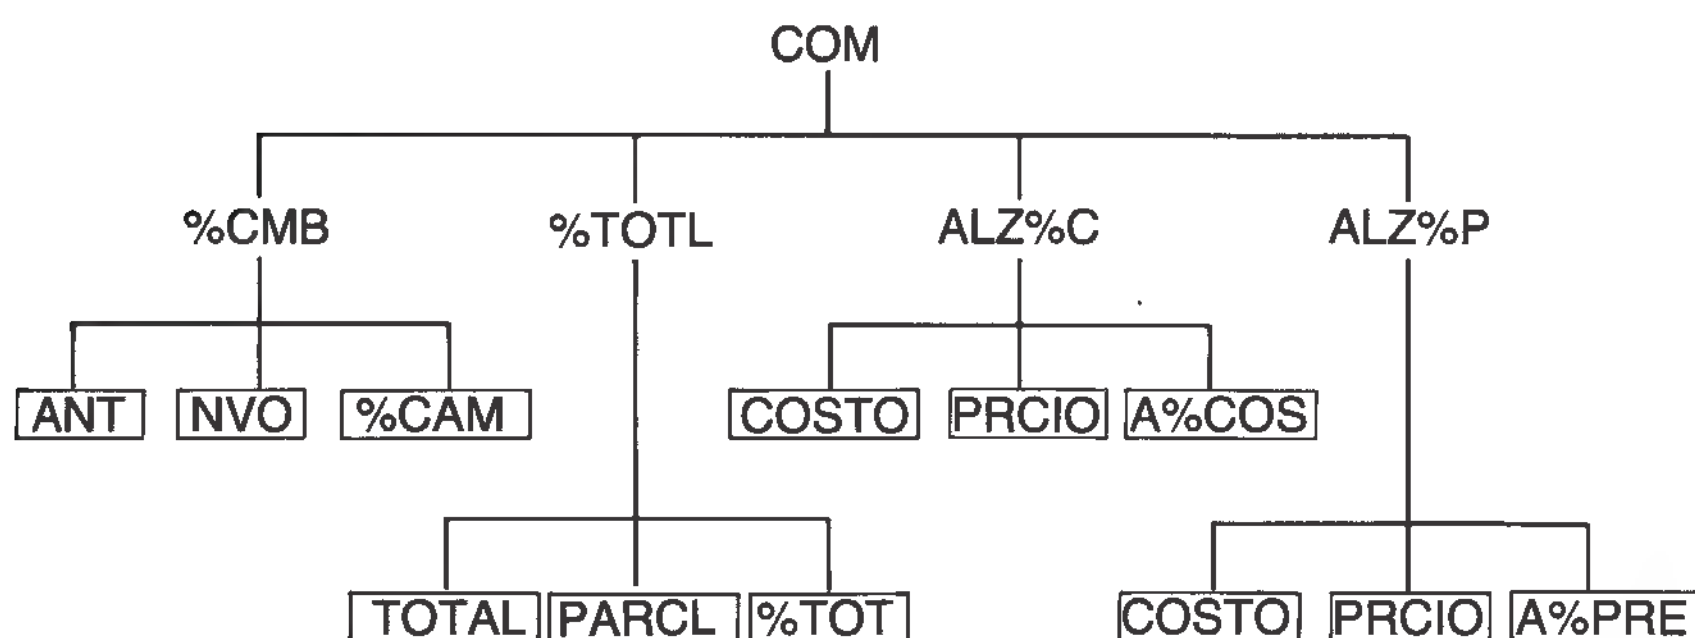 COM
%CMB %TOTL ALZ%C ALZ%P
ANT NVO %CAM COSTO PRCIO A%COS
TOTAL PARCL %TOT COSTO PRCIO A%PRE